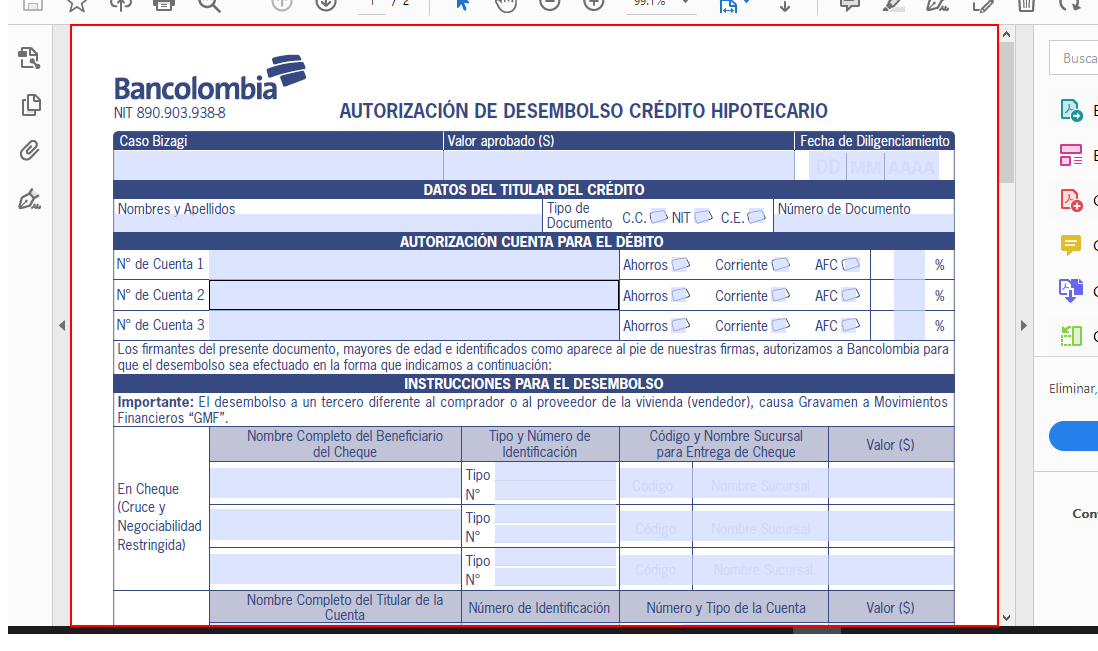 1 / 2
99.1%
Busca
Bancolombia
NIT 890.903.938-8
AUTORIZACIÓN DE DESEMBOLSO CRÉDITO HIPOTECARIO
Caso Bizagi Valor aprobado (S) Fecha de Diligenciamiento
DD MM AAAA
DATOS DEL TITULAR DEL CRÉDITO
Nombres y Apellidos Tipo de Documento C.C. NIT C.E. Número de Documento
AUTORIZACIÓN CUENTA PARA EL DÉBITO
N° de Cuenta 1 Ahorros Corriente AFC %
N° de Cuenta 2 Ahorros Corriente AFC %
N° de Cuenta 3 Ahorros Corriente AFC %
Los firmantes del presente documento, mayores de edad e identificados como aparece al pie de nuestras firmas, autorizamos a Bancolombia para
que el desembolso sea efectuado en la forma que indicamos a continuación:
INSTRUCCIONES PARA EL DESEMBOLSO
Importante: El desembolso a un tercero diferente al comprador o al proveedor de la vivienda (vendedor), causa Gravamen a Movimientos
Financieros “GMF”.
Nombre Completo del Beneficiario
del Cheque
Tipo y Número de
Identificación
Código y Nombre Sucursal
para Entrega de Cheque
Valor ($)
En Cheque
(Cruce y
Negociabilidad
Restringida)
Tipo
N°
Código Nombre Sucursal
Tipo
N°
Código Nombre Sucursal
Tipo
N°
Código Nombre Sucursal
Nombre Completo del Titular de la
Cuenta
Número de Identificación
Número y Tipo de la Cuenta
Valor ($)
Eliminar,